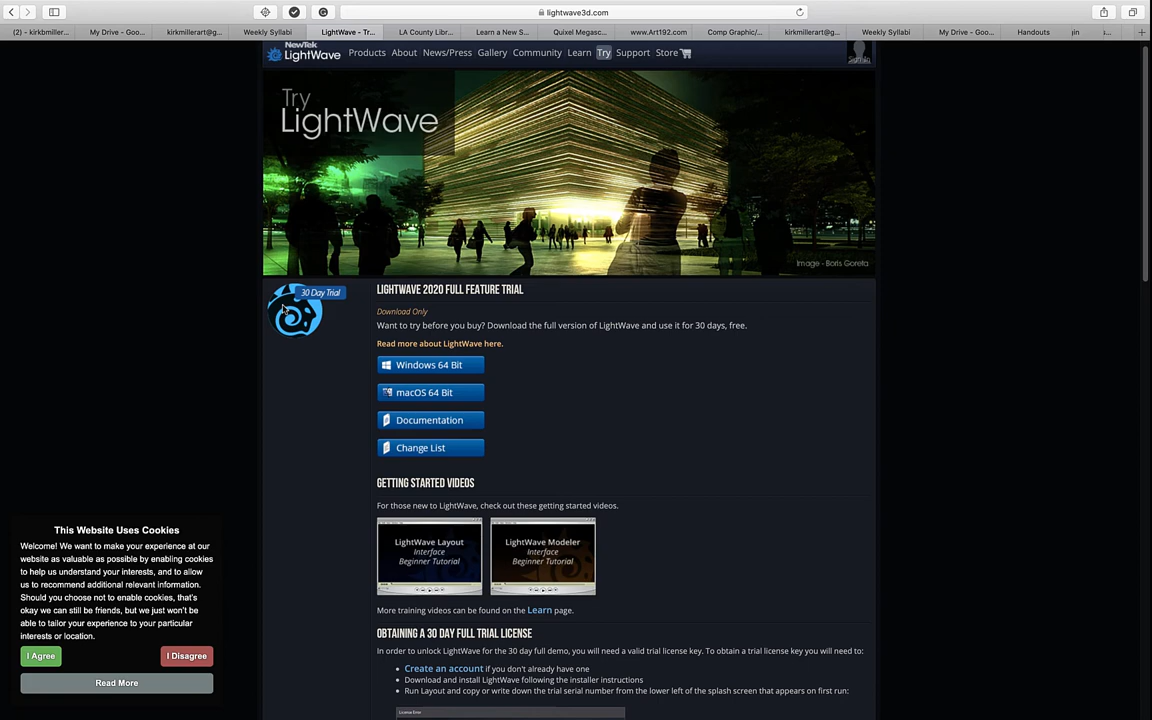 lightwave3d.com
(2) - kirkbmiller...
My Drive - Goo...
kirkmillerart@g...
Weekly Syllabi
LightWave - Tr...
LA County Libr...
Learn a New S...
Quixel Megasc...
www.Art192.com
Comp Graphic/...
kirkmillerart@g...
Weekly Syllabi
My Drive - Goo...
Handouts
gin
s...
NewTek
LightWave
Products
About
News/Press
Gallery
Community
Learn
Try
Support
Store
Try
LightWave
Image - Boris Goreta
30 Day Trial
LIGHTWAVE 2020 FULL FEATURE TRIAL
Download Only
Want to try before you buy? Download the full version of LightWave and use it for 30 days, free.
Read more about LightWave here.
Windows 64 Bit
macOS 64 Bit
Documentation
Change List
GETTING STARTED VIDEOS
For those new to LightWave, check out these getting started videos.
LightWave Layout
Interface
Beginner Tutorial
LightWave Modeler
Interface
Beginner Tutorial
More training videos can be found on the Learn page.
OBTAINING A 30 DAY FULL TRIAL LICENSE
In order to unlock LightWave for the 30 day full demo, you will need a valid trial license key. To obtain a trial license key you will need to:
Create an account if you don't already have one
Download and install LightWave following the installer instructions
Run Layout and copy or write down the trial serial number from the lower left of the splash screen that appears on first run:
License Error
This Website Uses Cookies
Welcome! We want to make your experience at our
website as valuable as possible by enabling cookies
to help us understand your interests, and to allow
us to recommend additional relevant information.
Should you choose not to enable cookies, that's
okay we can still be friends, but we just won't be
able to tailor your experience to your particular
interests or location.
I Agree
I Disagree
Read More